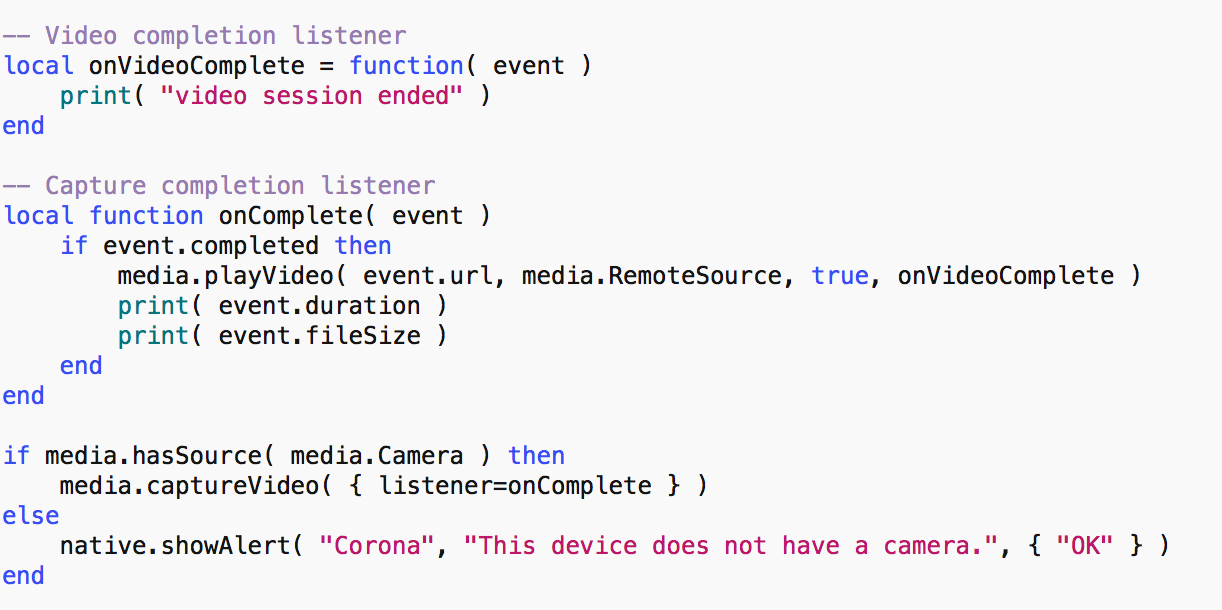 -- Video completion listener
local onVideoComplete = function( event )
    print( "video session ended" )
end

-- Capture completion listener
local function onComplete( event )
    if event.completed then
        media.playVideo( event.url, media.RemoteSource, true, onVideoComplete )
        print( event.duration )
        print( event.fileSize )
    end
end

if media.hasSource( media.Camera ) then
    media.captureVideo( { listener=onComplete } )
else
    native.showAlert( "Corona", "This device does not have a camera.", { "OK" } )
end